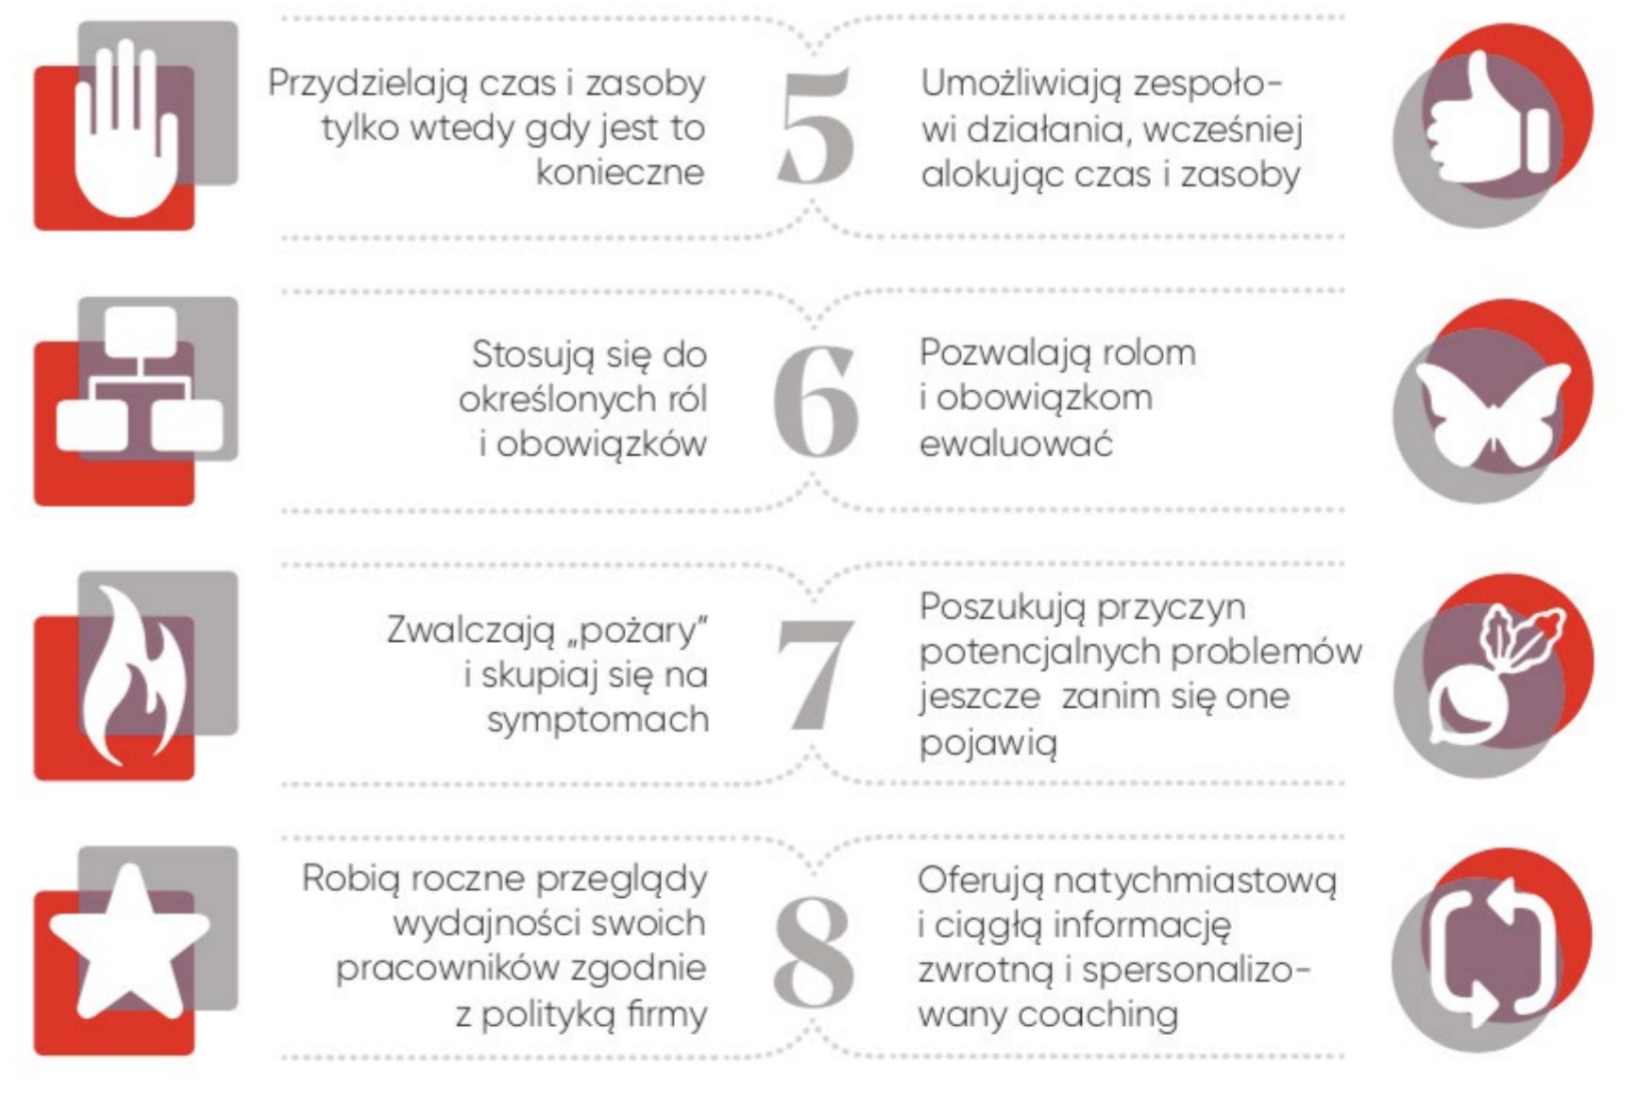 Przydzielają czas i zasoby
tylko wtedy gdy jest to
konieczne
5
Umożliwiają zespoło-
wi działania, wcześniej
alokując czas i zasoby
Stosują się do
określonych ról
i obowiązków
6
Pozwalają rolom
i obowiązkom
ewaluować
Zwalczają „pożary”
i skupiaj się na
symptomach
7
Poszukują przyczyn
potencjalnych problemów
jeszcze zanim się one
pojawią
Robią roczne przeglądy
wydajności swoich
pracowników zgodnie
z polityką firmy
8
Oferują natychmiastową
i ciągłą informację
zwrotną i spersonalizo-
wany coaching